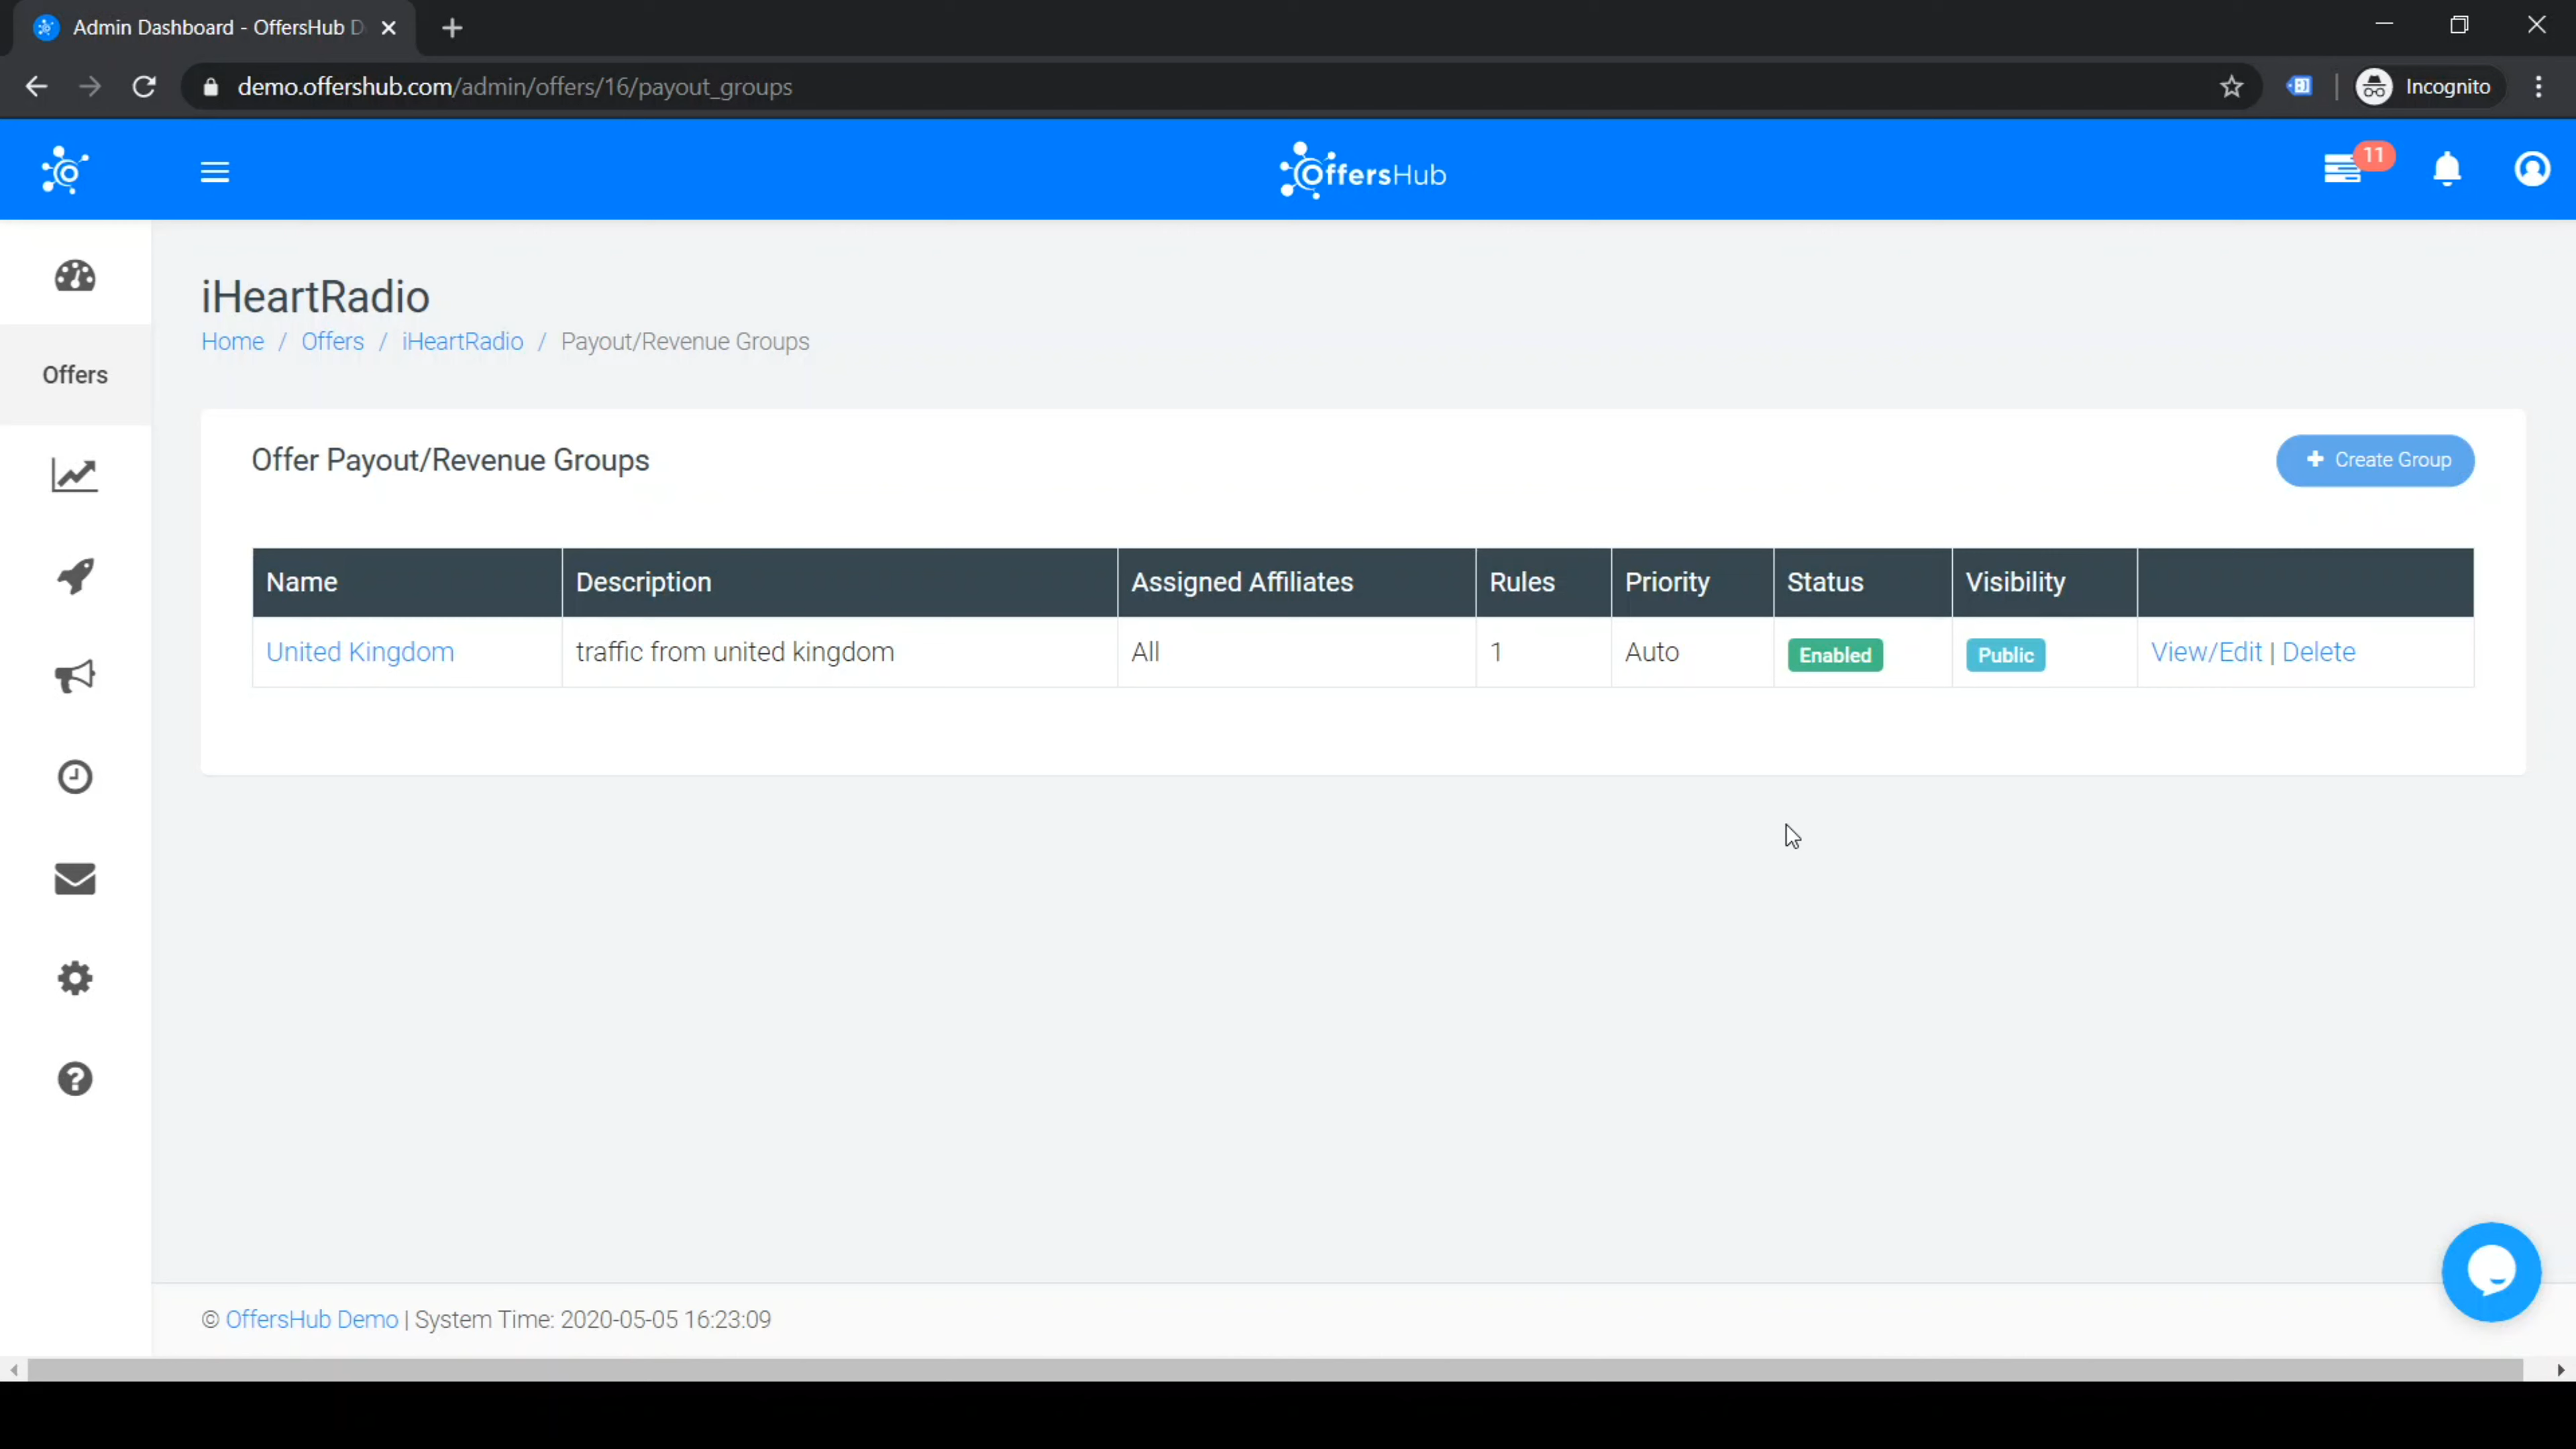 Admin Dashboard - OffersHub D
demo.offershub.com/admin/offers/16/payout_groups
Incognito
OffersHub
11
iHeartRadio
Home / Offers / iHeartRadio / Payout/Revenue Groups
Offers
Offer Payout/Revenue Groups
+ Create Group
Name Description Assigned Affiliates Rules Priority Status Visibility
United Kingdom traffic from united kingdom All 1 Auto Enabled Public View/Edit | Delete
© OffersHub Demo | System Time: 2020-05-05 16:23:09